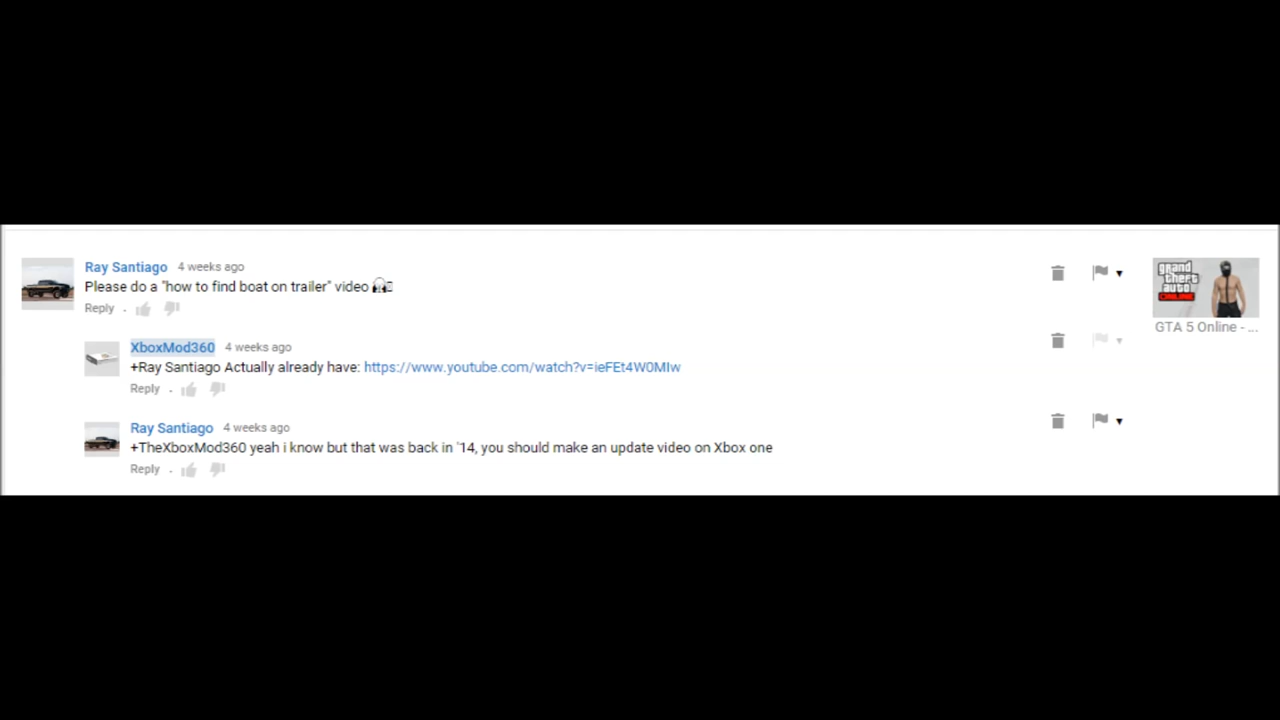 Ray Santiago 4 weeks ago
Please do a "how to find boat on trailer" video
Reply .
XboxMod360 4 weeks ago
+Ray Santiago Actually already have: https://www.youtube.com/watch?v=ieFEt4W0MIw
Reply .
Ray Santiago 4 weeks ago
+TheXboxMod360 yeah i know but that was back in '14, you should make an update video on Xbox one
Reply .
grand
theft
auto
ONLINE
GTA 5 Online - ...